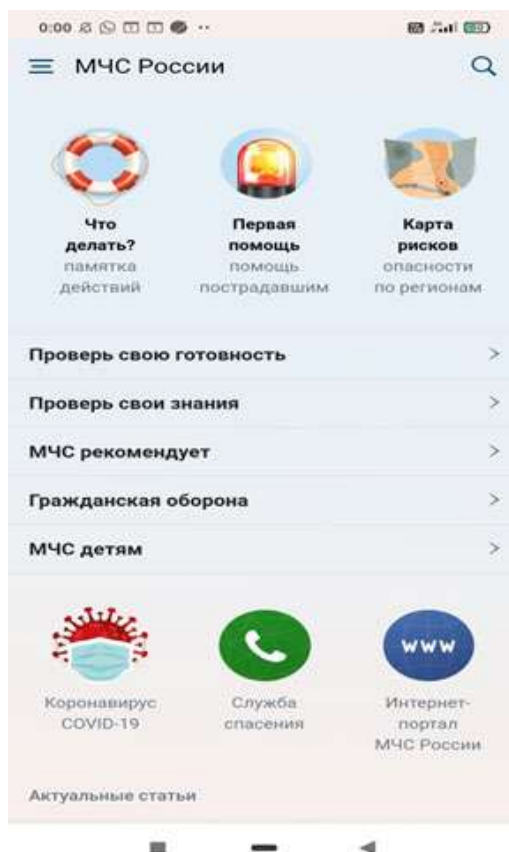 0:00
МЧС России
Что
делать?
памятка
действий
Первая
помощь
помощь
пострадавшим
Карта
рисков
опасности
по регионам
Проверь свою готовность
Проверь свои знания
МЧС рекомендует
Гражданская оборона
МЧС детям
Коронавирус
COVID-19
Служба
спасения
www
Интернет-
портал
МЧС России
Актуальные статьи